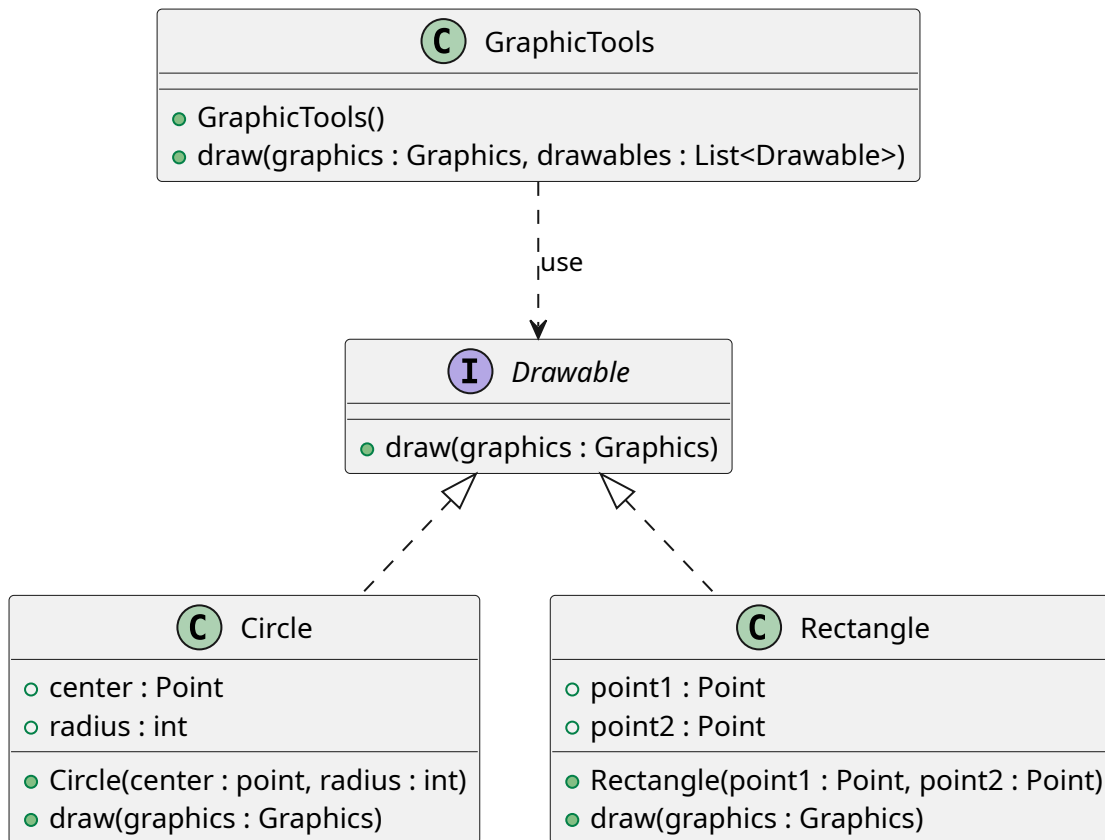 C GraphicTools
GraphicTools()
draw(graphics : Graphics, drawables : List<Drawable>)
use
I Drawable
draw(graphics : Graphics)
C Circle
center : Point
radius : int
Circle(center : point, radius : int)
draw(graphics : Graphics)
C Rectangle
point1 : Point
point2 : Point
Rectangle(point1 : Point, point2 : Point)
draw(graphics : Graphics)